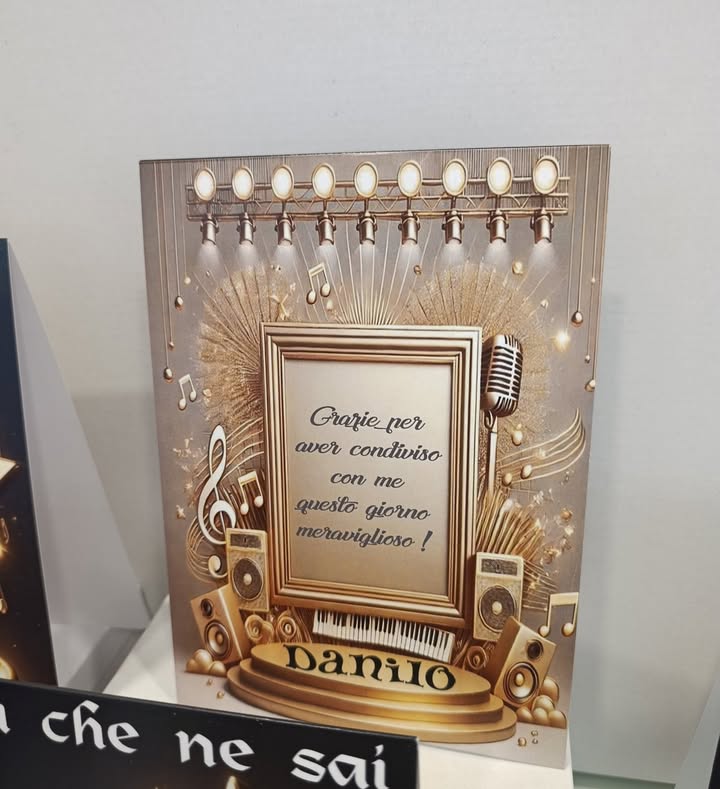 Grazie per
aver condiviso
con me
questo giorno
meraviglioso !
Danilo
che ne sai